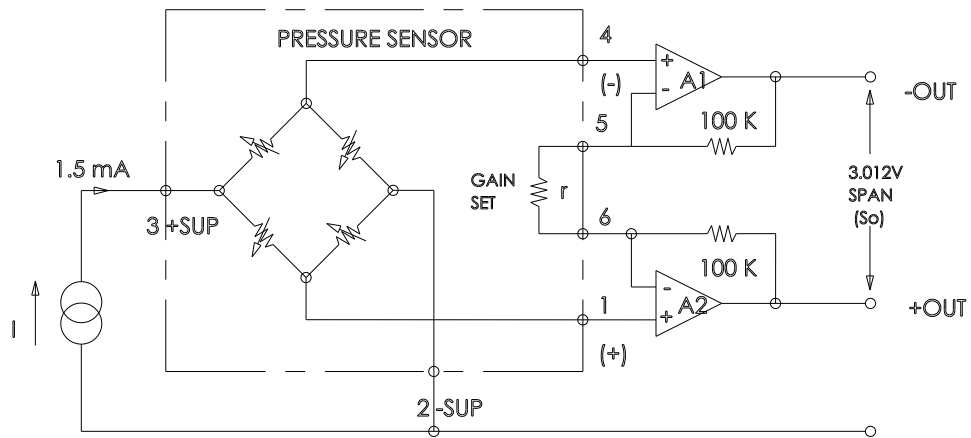 PRESSURE SENSOR
4
(-)
+
A1
-
-OUT
5
100 K
1.5 mA
GAIN
SET
r
3.012V
SPAN
(So)
3 +SUP
6
100 K
-
A2
+
1
(+)
+OUT
I
2 -SUP